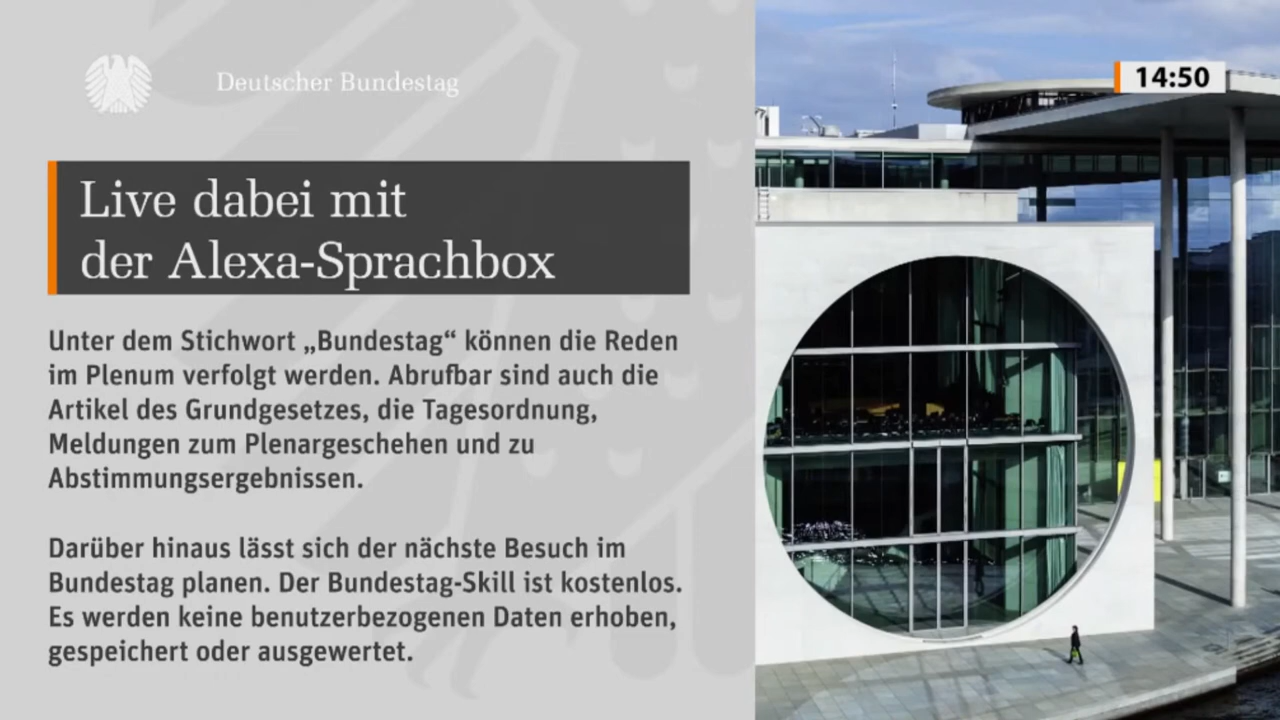 Deutscher Bundestag
14:50
Live dabei mit
der Alexa-Sprachbox
Unter dem Stichwort „Bundestag“ können die Reden
im Plenum verfolgt werden. Abrufbar sind auch die
Artikel des Grundgesetzes, die Tagesordnung,
Meldungen zum Plenargeschehen und zu
Abstimmungsergebnissen.
Darüber hinaus lässt sich der nächste Besuch im
Bundestag planen. Der Bundestag-Skill ist kostenlos.
Es werden keine benutzerbezogenen Daten erhoben,
gespeichert oder ausgewertet.